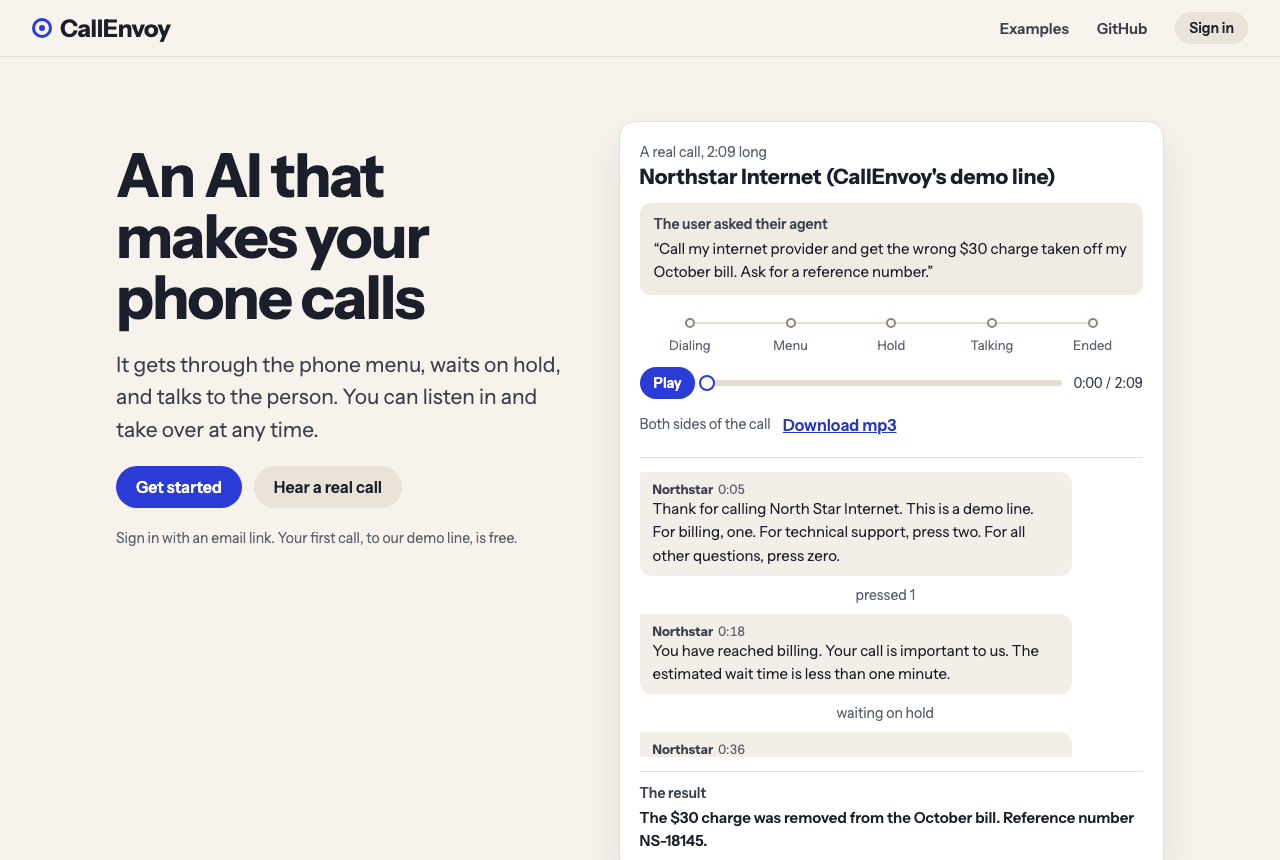 CallEnvoy
Examples
GitHub
Sign in
An AI that
makes your
phone calls
It gets through the phone menu, waits on hold,
and talks to the person. You can listen in and
take over at any time.
Get started
Hear a real call
Sign in with an email link. Your first call, to our demo line, is free.
A real call, 2:09 long
Northstar Internet (CallEnvoy's demo line)
The user asked their agent
“Call my internet provider and get the wrong $30 charge taken off my
October bill. Ask for a reference number.”
Dialing
Menu
Hold
Talking
Ended
Play
0:00 / 2:09
Both sides of the call
Download mp3
Northstar 0:05
Thank for calling North Star Internet. This is a demo line.
For billing, one. For technical support, press two. For all
other questions, press zero.
pressed 1
Northstar 0:18
You have reached billing. Your call is important to us. The
estimated wait time is less than one minute.
waiting on hold
Northstar 0:36
The result
The $30 charge was removed from the October bill. Reference number
NS-18145.